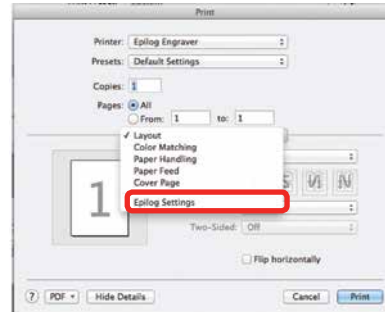 Print
Printer: Epilog Engraver
Presets: Default Settings
Copies: 1
Pages: All
From: 1 to: 1
✓ Layout
Color Matching
Paper Handling
Paper Feed
Cover Page
Epilog Settings
1
Two-Sided: Off
Flip horizontally
? PDF Hide Details Cancel Print